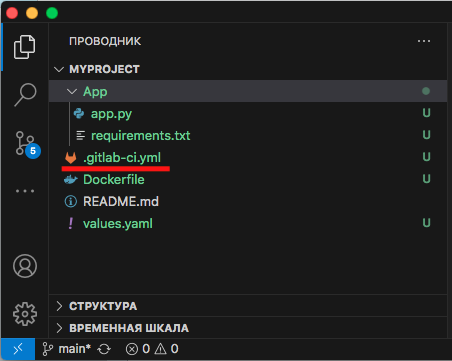 ПРОВОДНИК ...
MYPROJECT
App
app.py U
requirements.txt U
.gitlab-ci.yml U
Dockerfile U
README.md
values.yaml U
5
СТРУКТУРА
ВРЕМЕННАЯ ШКАЛА
main* 0 0